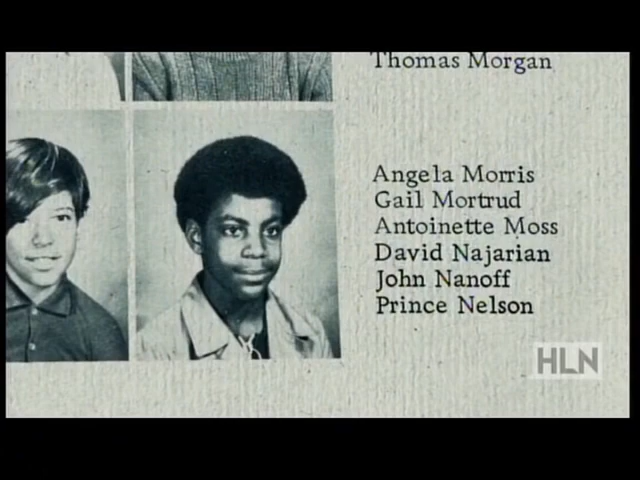 Thomas Morgan
Angela Morris
Gail Mortrud
Antoinette Moss
David Najarian
John Nanoff
Prince Nelson
HLN